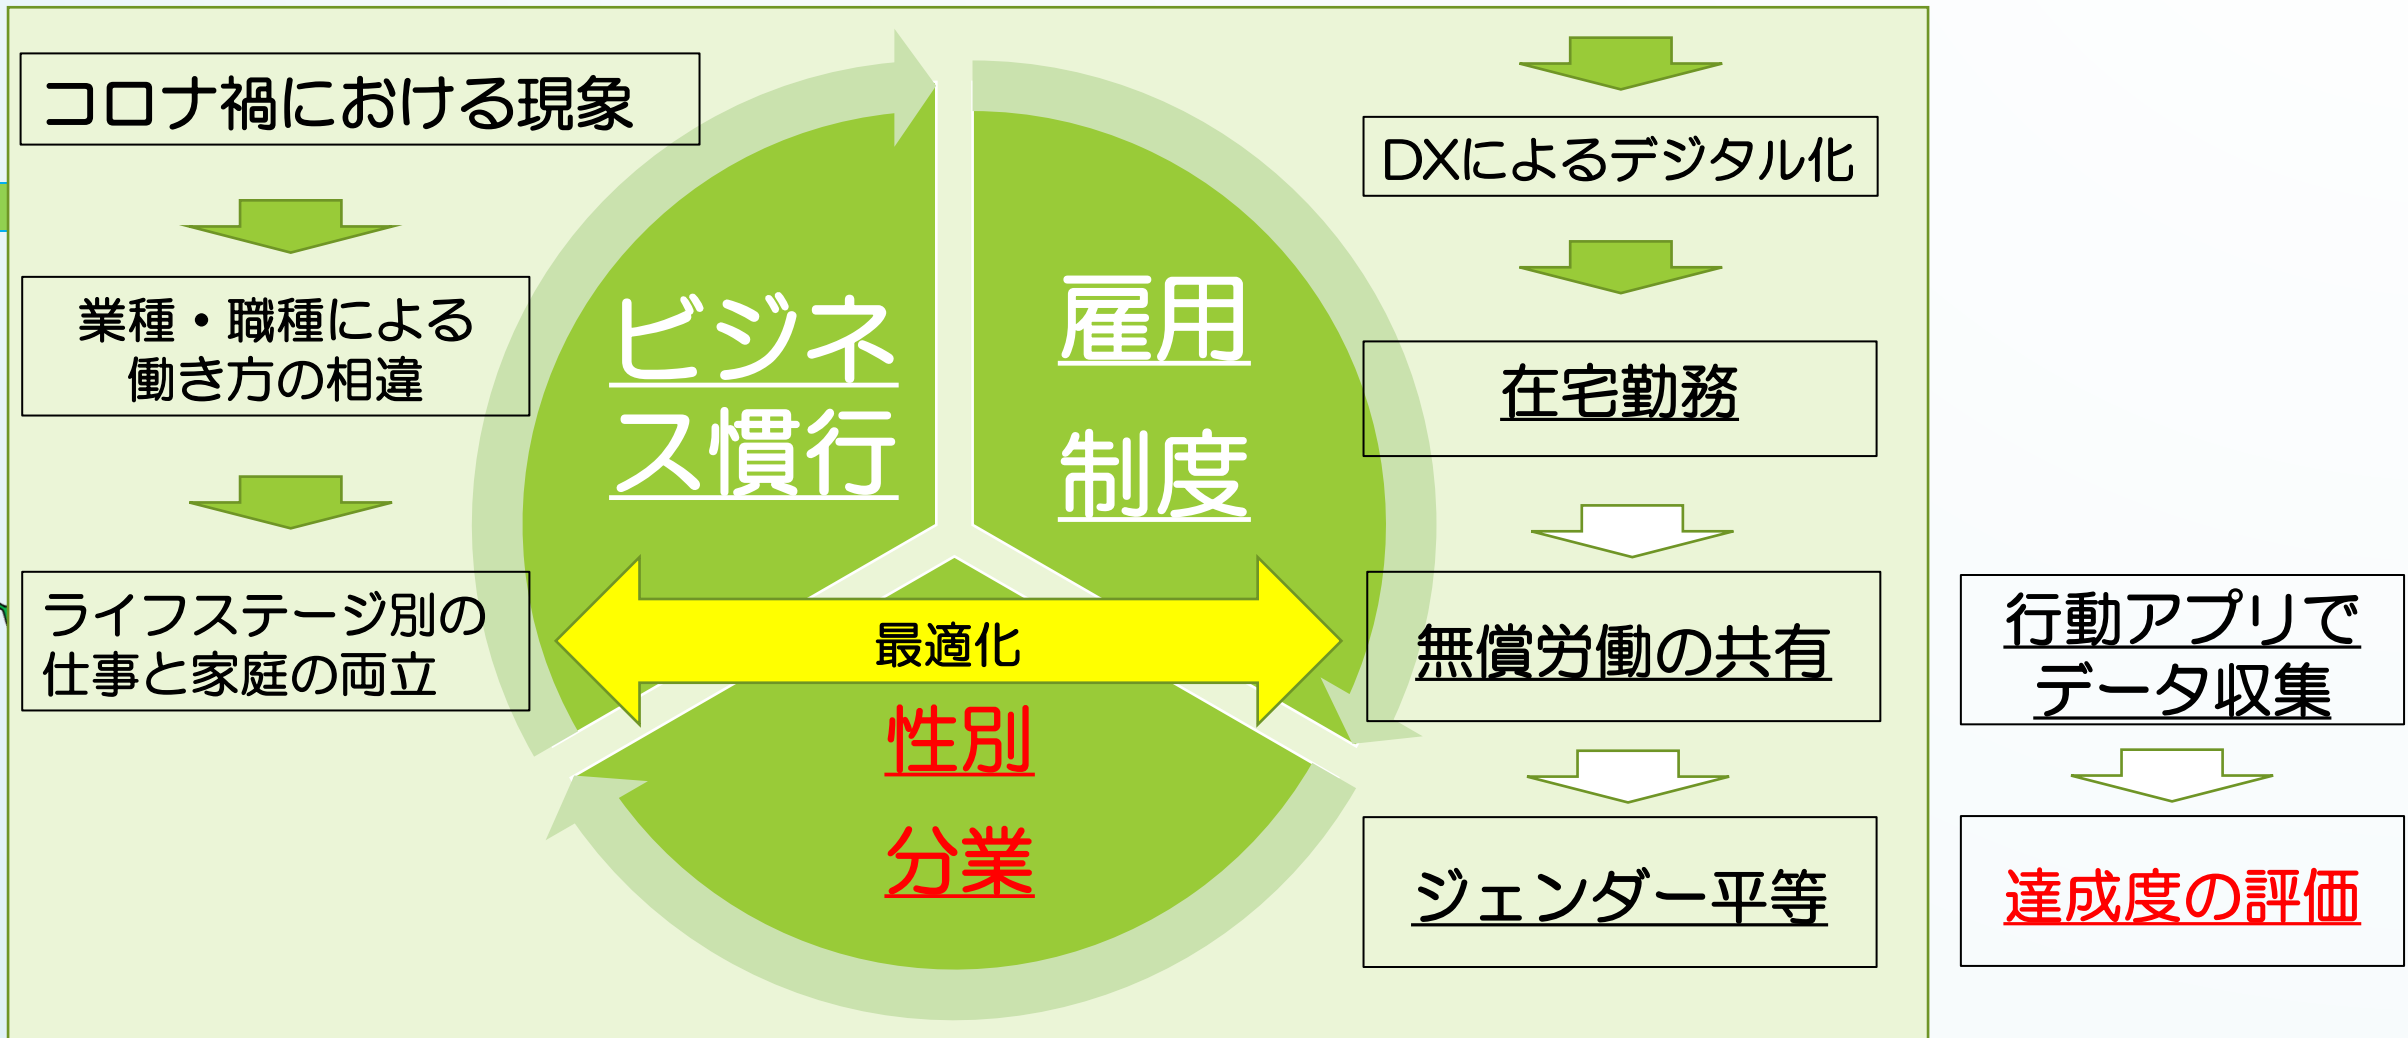 コロナ禍における現象
業種・職種による
働き方の相違
ライフステージ別の
仕事と家庭の両立
ビジネ
ス慣行
雇用
制度
最適化
性別
分業
DXによるデジタル化
在宅勤務
無償労働の共有
ジェンダー平等
行動アプリで
データ収集
達成度の評価